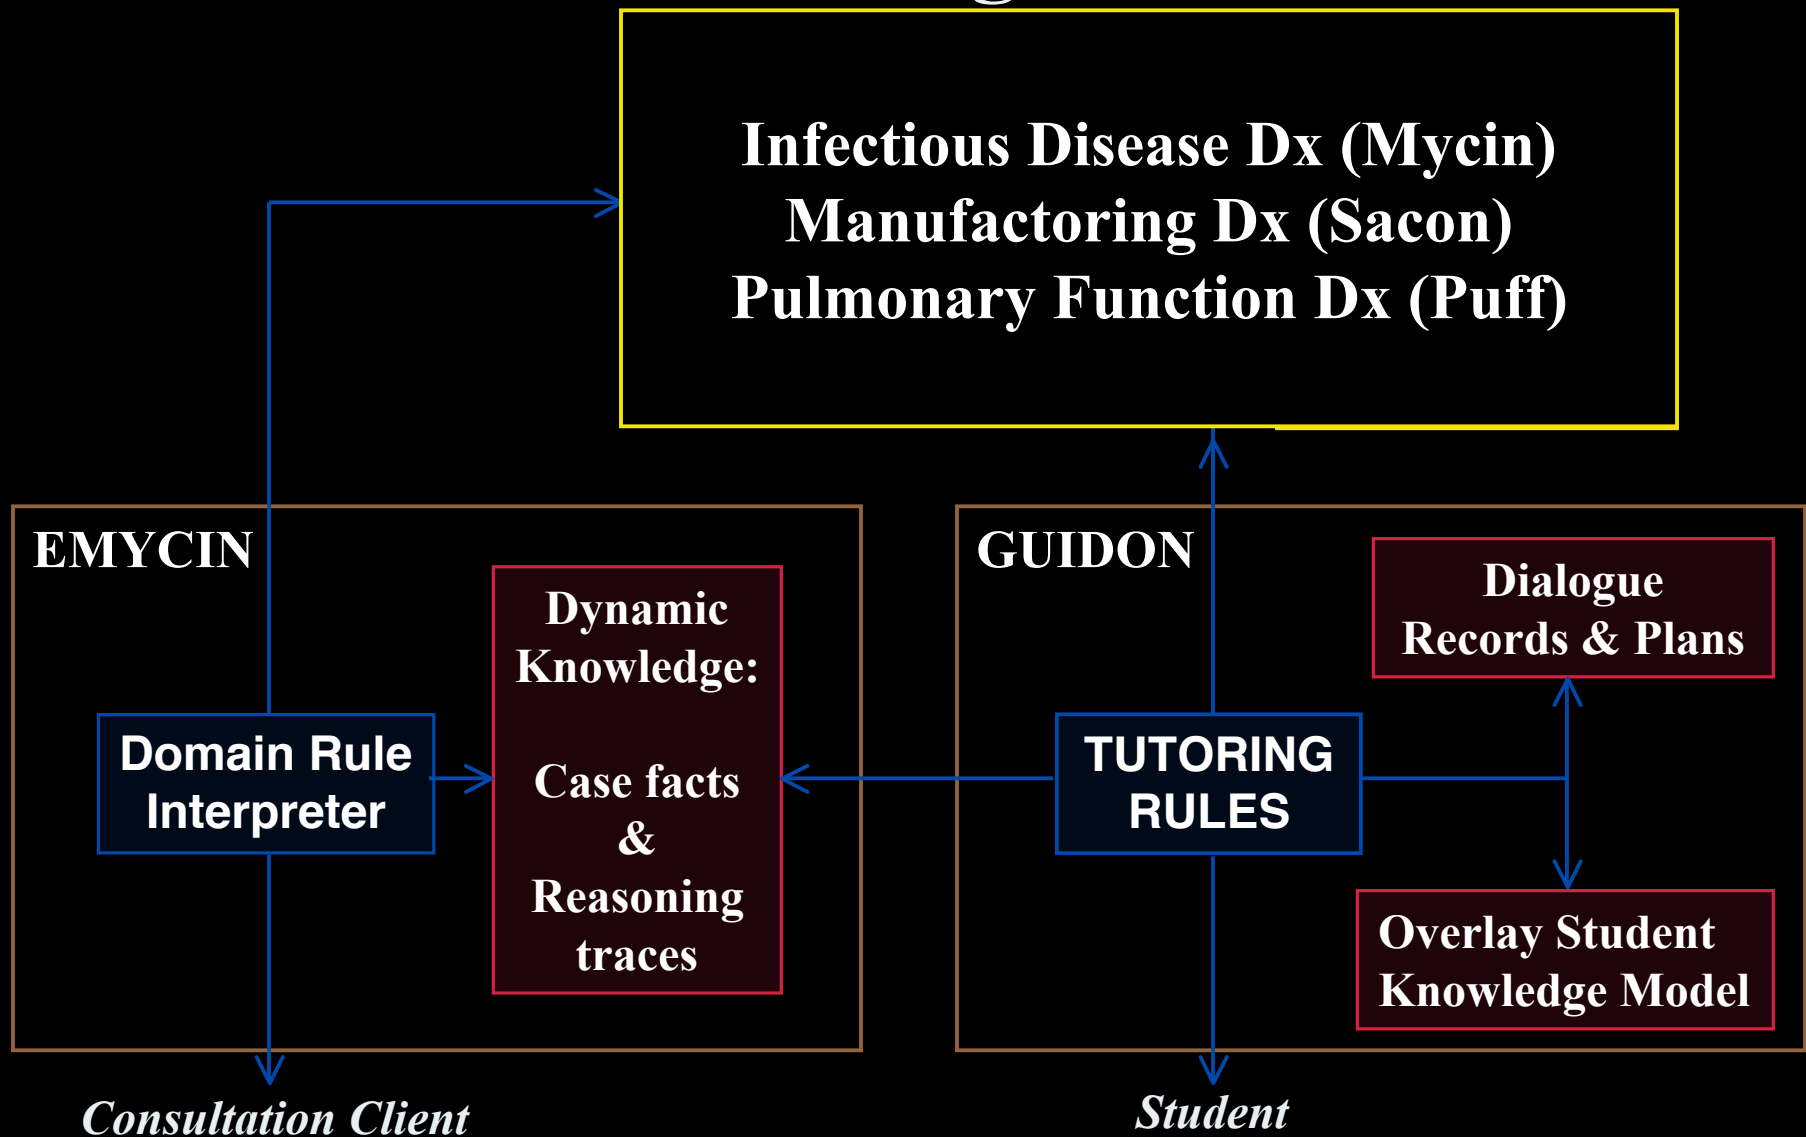 Infectious Disease Dx (Mycin)
Manufactoring Dx (Sacon)
Pulmonary Function Dx (Puff)
EMYCIN
Domain Rule
Interpreter
Dynamic
Knowledge:
Case facts
&
Reasoning
traces
GUIDON
TUTORING
RULES
Dialogue
Records & Plans
Overlay Student
Knowledge Model
Consultation Client
Student